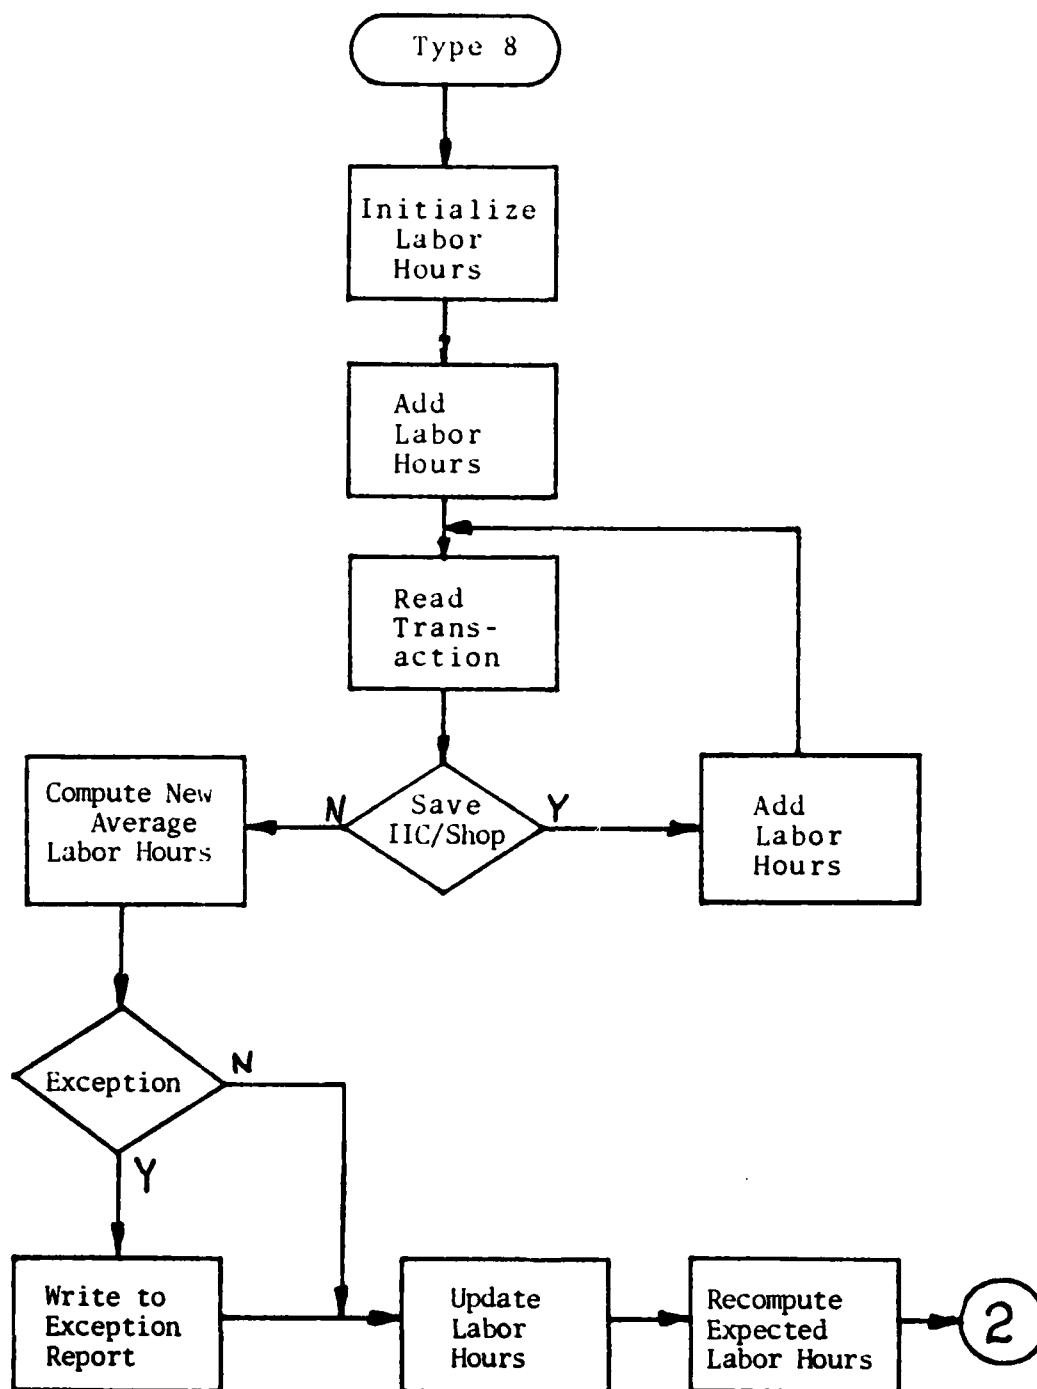 Type 8
Initialize
Labor
Hours
Add
Labor
Hours
Read
Trans-
action
Compute New
Average
Labor Hours
N
Save
IIC/Shop
Y
Add
Labor
Hours
Exception
N
Y
Write to
Exception
Report
Update
Labor
Hours
Recompute
Expected
Labor Hours
2